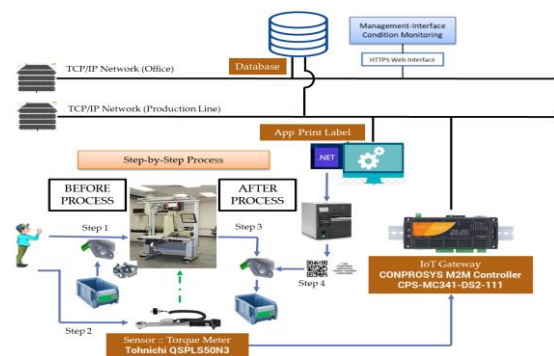 Management-Interface
Condition Monitoring
HTTPS Web Interface
Database
TCP/IP Network (Office)
TCP/IP Network (Production Line)
App Print Label
.NET
Step-by-Step Process
BEFORE
PROCESS
AFTER
PROCESS
Step 1
Step 3
Step 4
IoT Gateway
CONPROSYS M2M Controller
CPS-MC341-DS2-111
Step 2
Sensor :: Torque Meter
Tohnichi QSPLS50N3